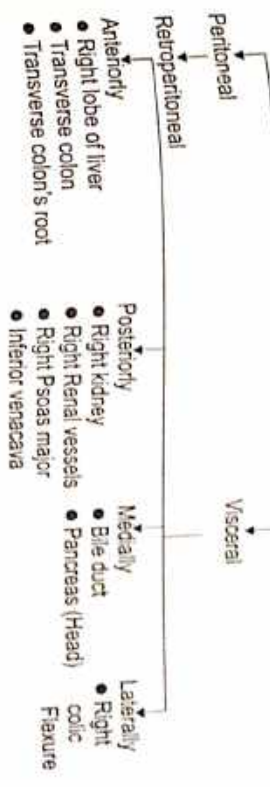 Peritoneal
Retroperitoneal
Visceral
Anteriorly
● Right lobe of liver
● Transverse colon
● Transverse colon's root
Posteriorly
● Right kidney
● Right Renal vessels
● Right Psoas major
● Inferior venacava
Medially
● Bile duct
● Pancreas (Head)
Laterally
● Right
colic
Flexure